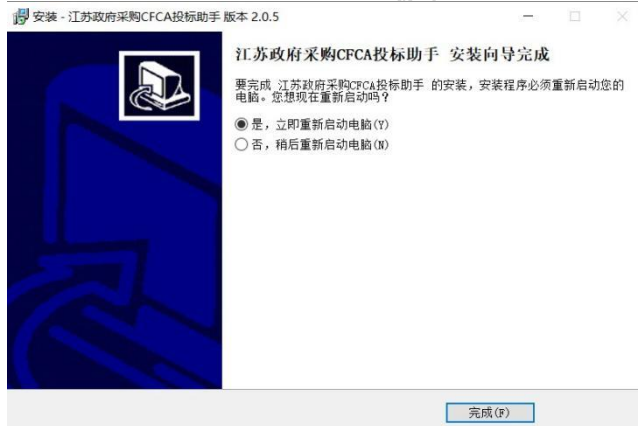 安装 - 江苏政府采购CFCA投标助手 版本 2.0.5
江苏政府采购CFCA投标助手 安装向导完成
要完成 江苏政府采购CFCA投标助手 的安装，安装程序必须重新启动您的
电脑。您想现在重新启动吗？
是，立即重新启动电脑(Y)
否，稍后重新启动电脑(N)
完成(F)